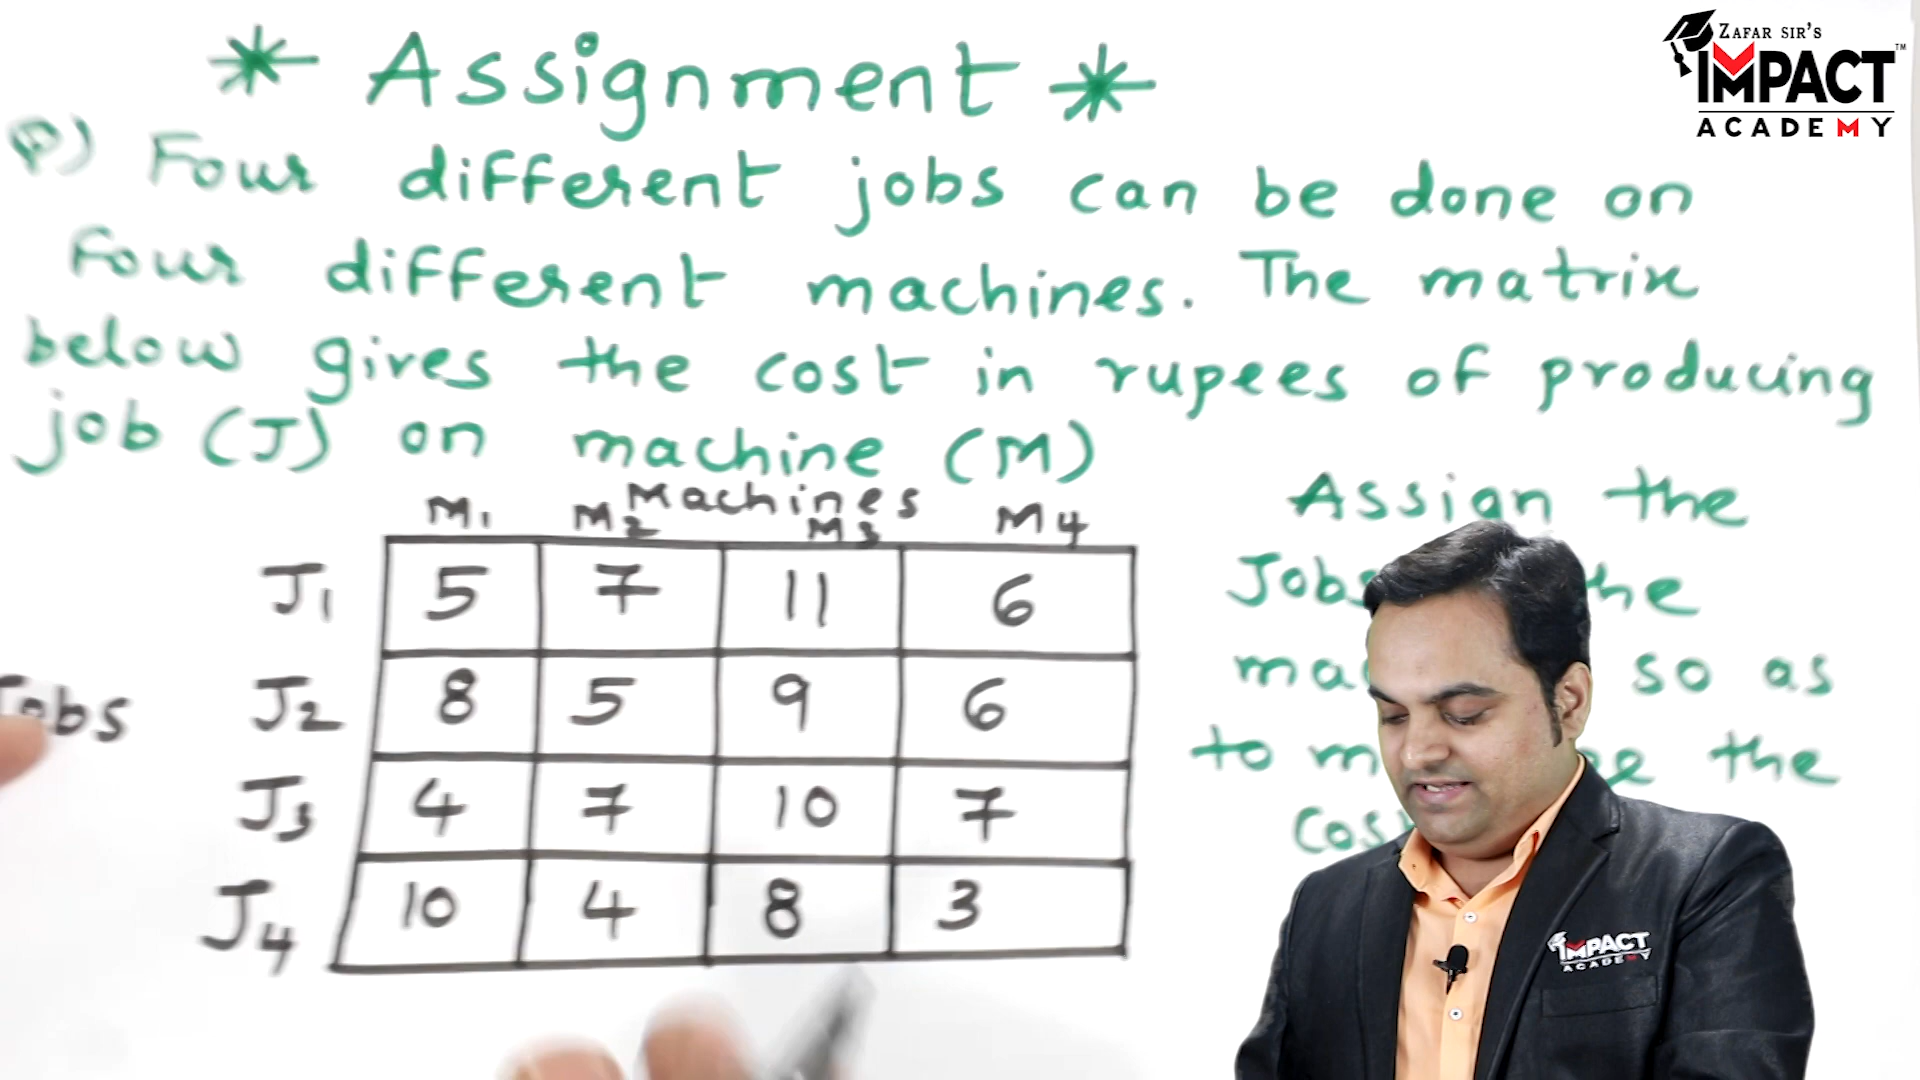 * Assignment *
ZAFAR SIR'S
IMPACT™
ACADEMY
Q) Four different jobs can be done on
Four different machines. The matrix
below gives the cost in rupees of producing
job (J) on machine (M)
Machines
M1 M2 M3 M4
J1 5 7 11 6
Jobs J2 8 5 9 6
J3 4 7 10 7
J4 10 4 8 3
Assign the
Jobs
so as
the
IMPACT
ACADEMY